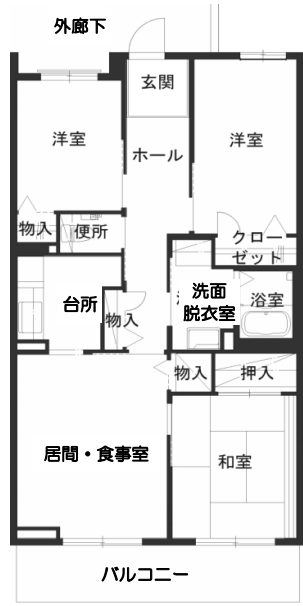 外廊下
玄関
洋室
ホール
洋室
物入
便所
クロー
ゼット
台所
物入
洗面
脱衣室
浴室
物入
押入
居間・食事室
和室
バルコニー